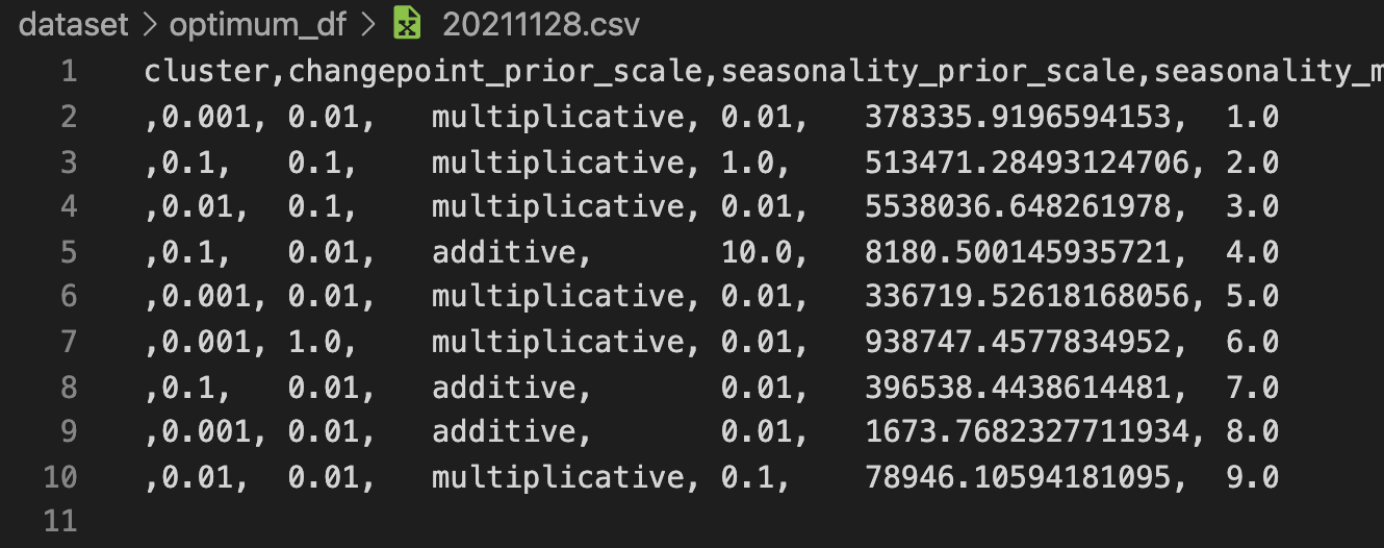 dataset > optimum_df > 20211128.csv
1 cluster,changepoint_prior_scale,seasonality_prior_scale,seasonality_m
2 ,0.001, 0.01, multiplicative, 0.01, 378335.9196594153, 1.0
3 ,0.1, 0.1, multiplicative, 1.0, 513471.28493124706, 2.0
4 ,0.01, 0.1, multiplicative, 0.01, 5538036.648261978, 3.0
5 ,0.1, 0.01, additive, 10.0, 8180.500145935721, 4.0
6 ,0.001, 0.01, multiplicative, 0.01, 336719.52618168056, 5.0
7 ,0.001, 1.0, multiplicative, 0.01, 938747.4577834952, 6.0
8 ,0.1, 0.01, additive, 0.01, 396538.4438614481, 7.0
9 ,0.001, 0.01, additive, 0.01, 1673.7682327711934, 8.0
10 ,0.01, 0.01, multiplicative, 0.1, 78946.10594181095, 9.0
11